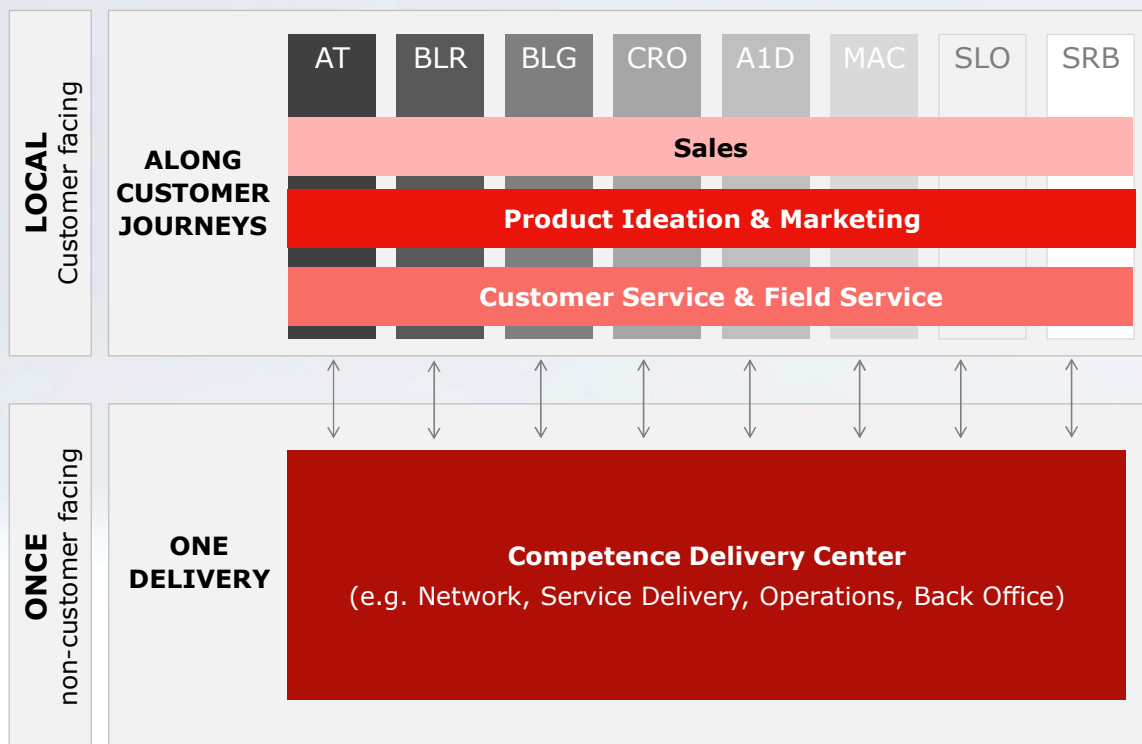 LOCAL
Customer facing
ALONG
CUSTOMER
JOURNEYS
AT BLR BLG CRO A1D MAC SLO SRB
Sales
Product Ideation & Marketing
Customer Service & Field Service
ONCE
non-customer facing
ONE
DELIVERY
Competence Delivery Center
(e.g. Network, Service Delivery, Operations, Back Office)